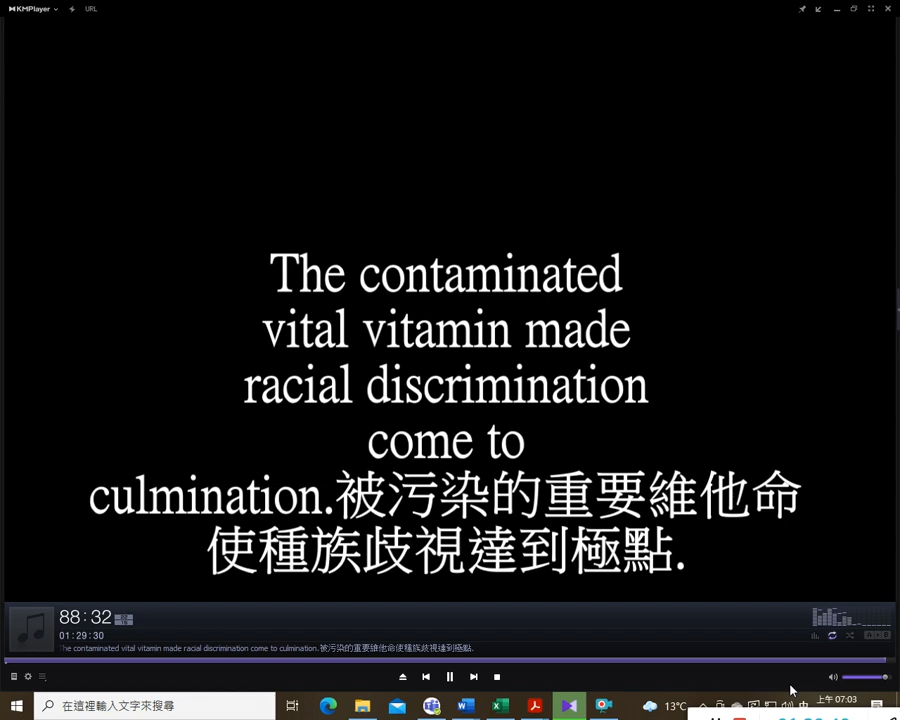 KMPlayer
URL
The contaminated
vital vitamin made
racial discrimination
come to
culmination.被污染的重要維他命
使種族歧視達到極點.
88:32
01:29:30
The contaminated vital vitamin made racial discrimination come to culmination.被污染的重要維他命使種族歧視達到極點.
在這裡輸入文字來搜尋
13°C
中
上午 07:03